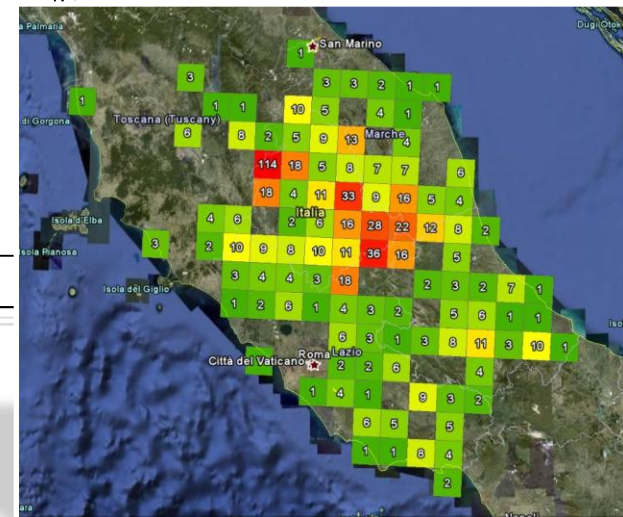 a Palmaria
Dugi Otok
San Marino
1
3
3 3 2 1 1
1
1 1 10 5 4 1
di Gorgona
Toscana (Tuscany)
6 8 2 5 9 13 Marche 4
114 18 5 8 7 7 6
18 4 11 33 9 16 5 4
Isola d'Elba
4 6 2 Italia 6 16 28 22 12 8 2
Isola Pianosa
3 2 10 9 8 10 11 36 16 5
3 4 4 3 18 2 3 2 7 1
Isola del Giglio
1 2 6 1 4 3 2 5 6 1 1
Iso
6 3 1 3 8 11 3 10 1
Città del Vaticano Roma Lazio
2 2 6 4
1 4 1 9 3 2
6 5 5
1 1 8 4
2
ara
Napoli